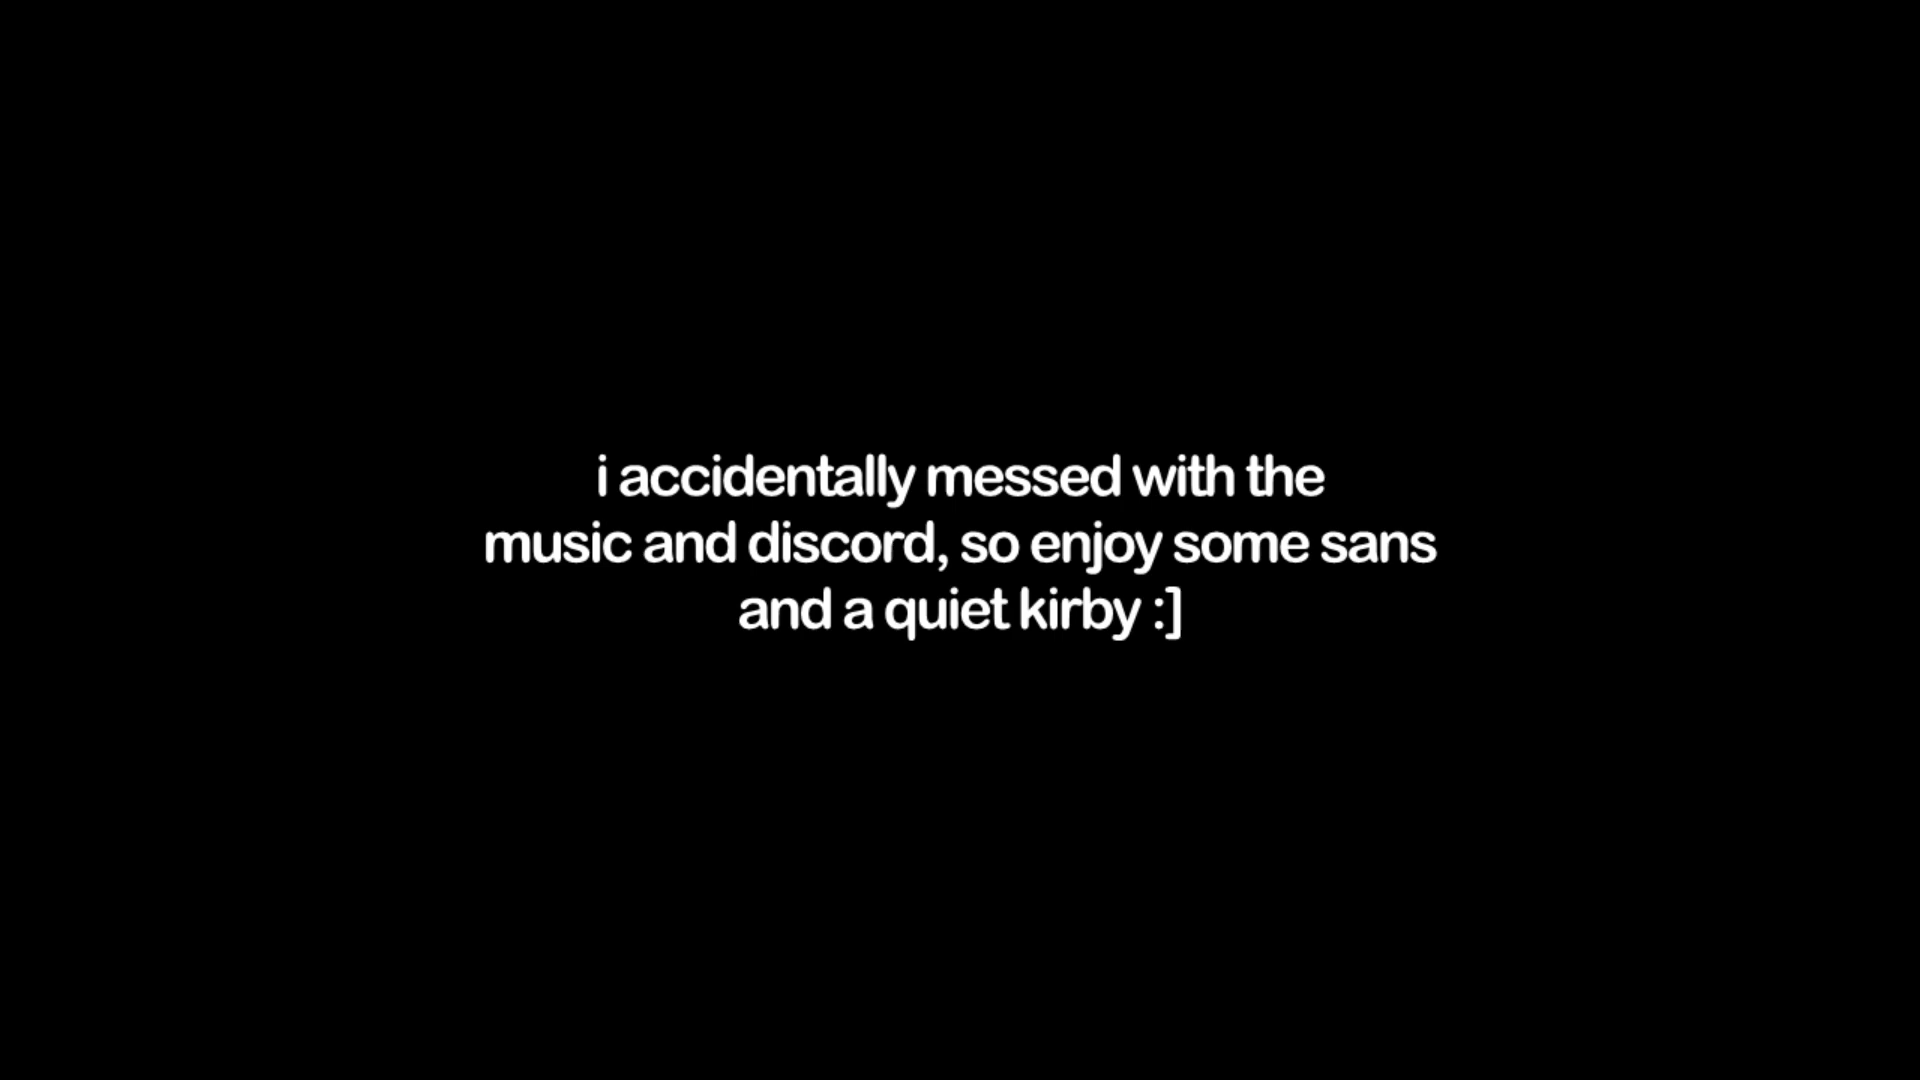 i accidentally messed with the
music and discord, so enjoy some sans
and a quiet kirby :]